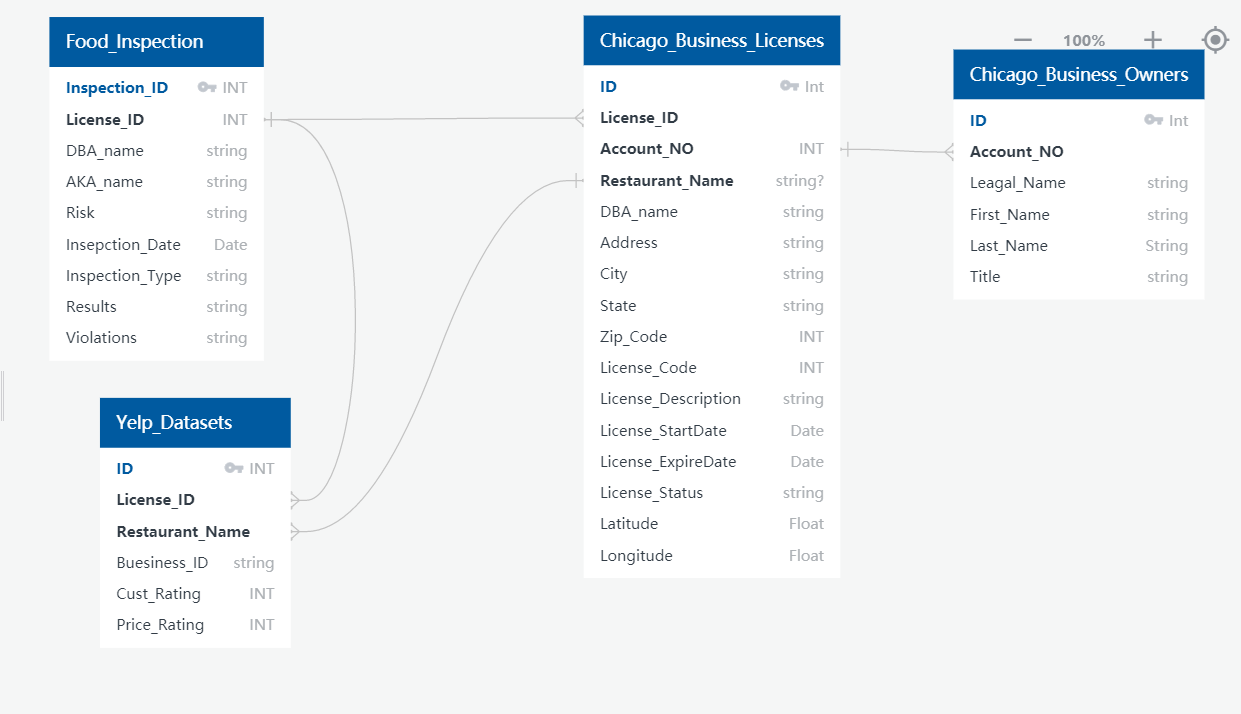 Food_Inspection
Inspection_ID INT
License_ID INT
DBA_name string
AKA_name string
Risk string
Insepction_Date Date
Inspection_Type string
Results string
Violations string
Yelp_Datasets
ID INT
License_ID
Restaurant_Name
Buesiness_ID string
Cust_Rating INT
Price_Rating INT
Chicago_Business_Licenses
ID Int
License_ID
Account_NO INT
Restaurant_Name string?
DBA_name string
Address string
City string
State string
Zip_Code INT
License_Code INT
License_Description string
License_StartDate Date
License_ExpireDate Date
License_Status string
Latitude Float
Longitude Float
100%
Chicago_Business_Owners
ID Int
Account_NO
Leagal_Name string
First_Name string
Last_Name String
Title string